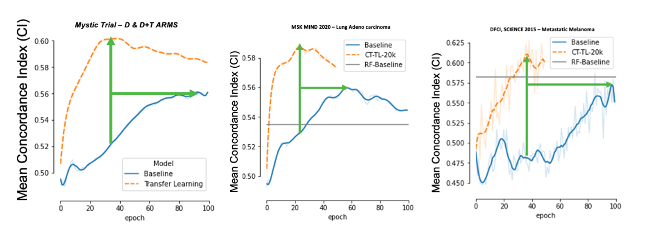 Mystic Trial – D & D+T ARMS
Mean Concordance Index (CI)
0.60
0.58
0.56
0.54
0.52
0.50
Model
Baseline
Transfer Learning
0
20
40
60
80
100
epoch
MSK MIND 2020 – Lung Adeno carcinoma
Mean Concordance Index (CI)
0.58
0.56
0.54
0.52
0.50
Baseline
CT-TL-20k
RF-Baseline
0
20
40
60
80
100
epoch
DFCI, SCIENCE 2015 – Metastatic Melanoma
Mean Concordance Index (CI)
0.625
0.600
0.575
0.550
0.525
0.500
0.475
0.450
Baseline
CT-TL-20k
RF-Baseline
0
20
40
60
80
100
epoch